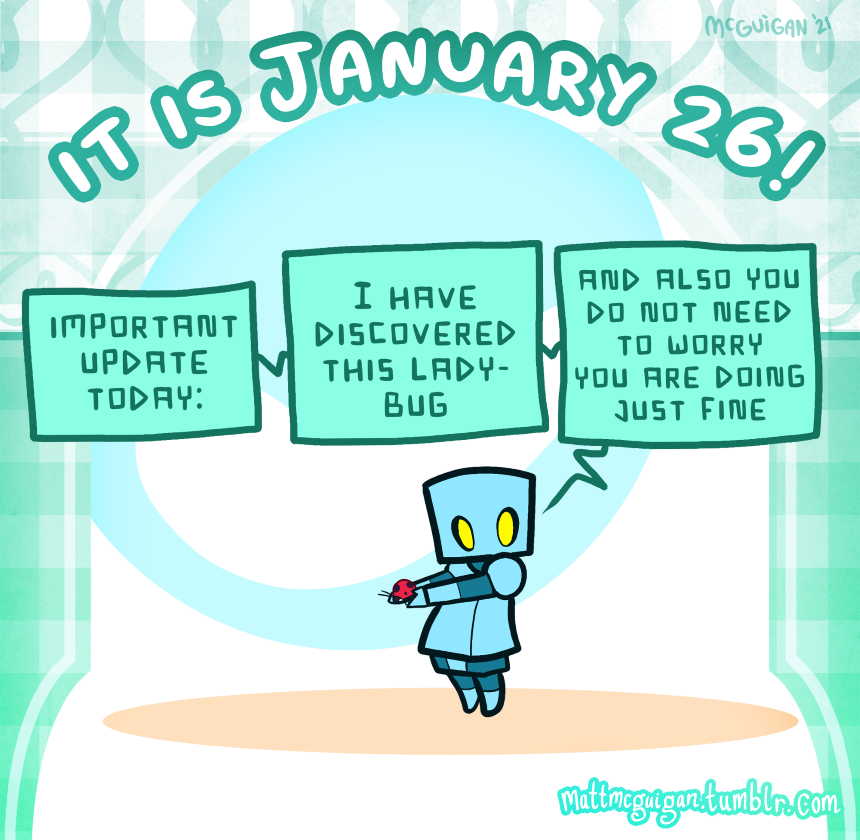 McGUIGAN '21
IT IS JANUARY 26!
IMPORTANT
UPDATE
TODAY:
I HAVE
DISCOVERED
THIS LADY-
BUG
AND ALSO YOU
DO NOT NEED
TO WORRY
YOU ARE DOING
JUST FINE
mattmcguigan.tumblr.com